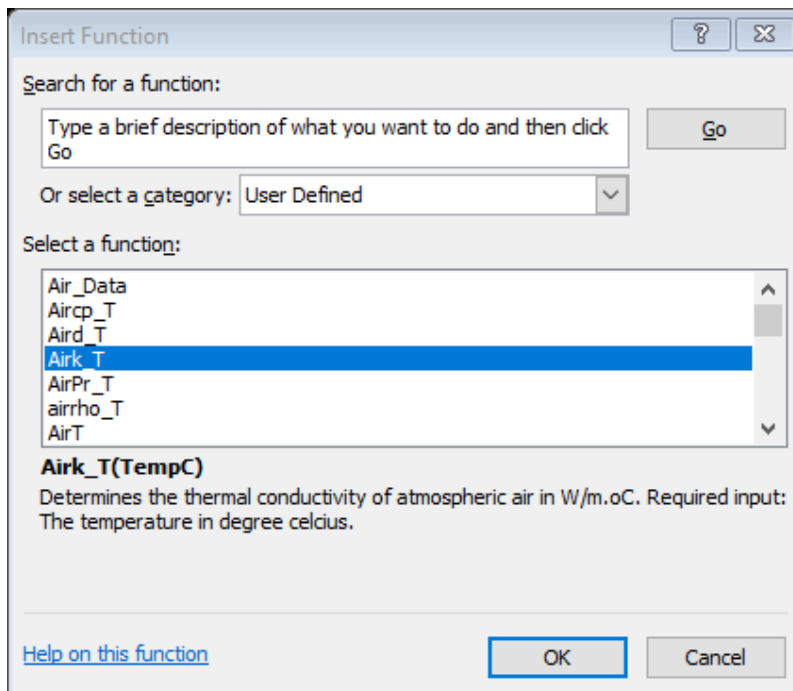 Insert Function
Search for a function:
Type a brief description of what you want to do and then click
Go
Go
Or select a category: User Defined
Select a function:
Air_Data
Aircp_T
Aird_T
Airk_T
AirPr_T
airrho_T
AirT
Airk_T(TempC)
Determines the thermal conductivity of atmospheric air in W/m.oC. Required input:
The temperature in degree celcius.
Help on this function
OK
Cancel